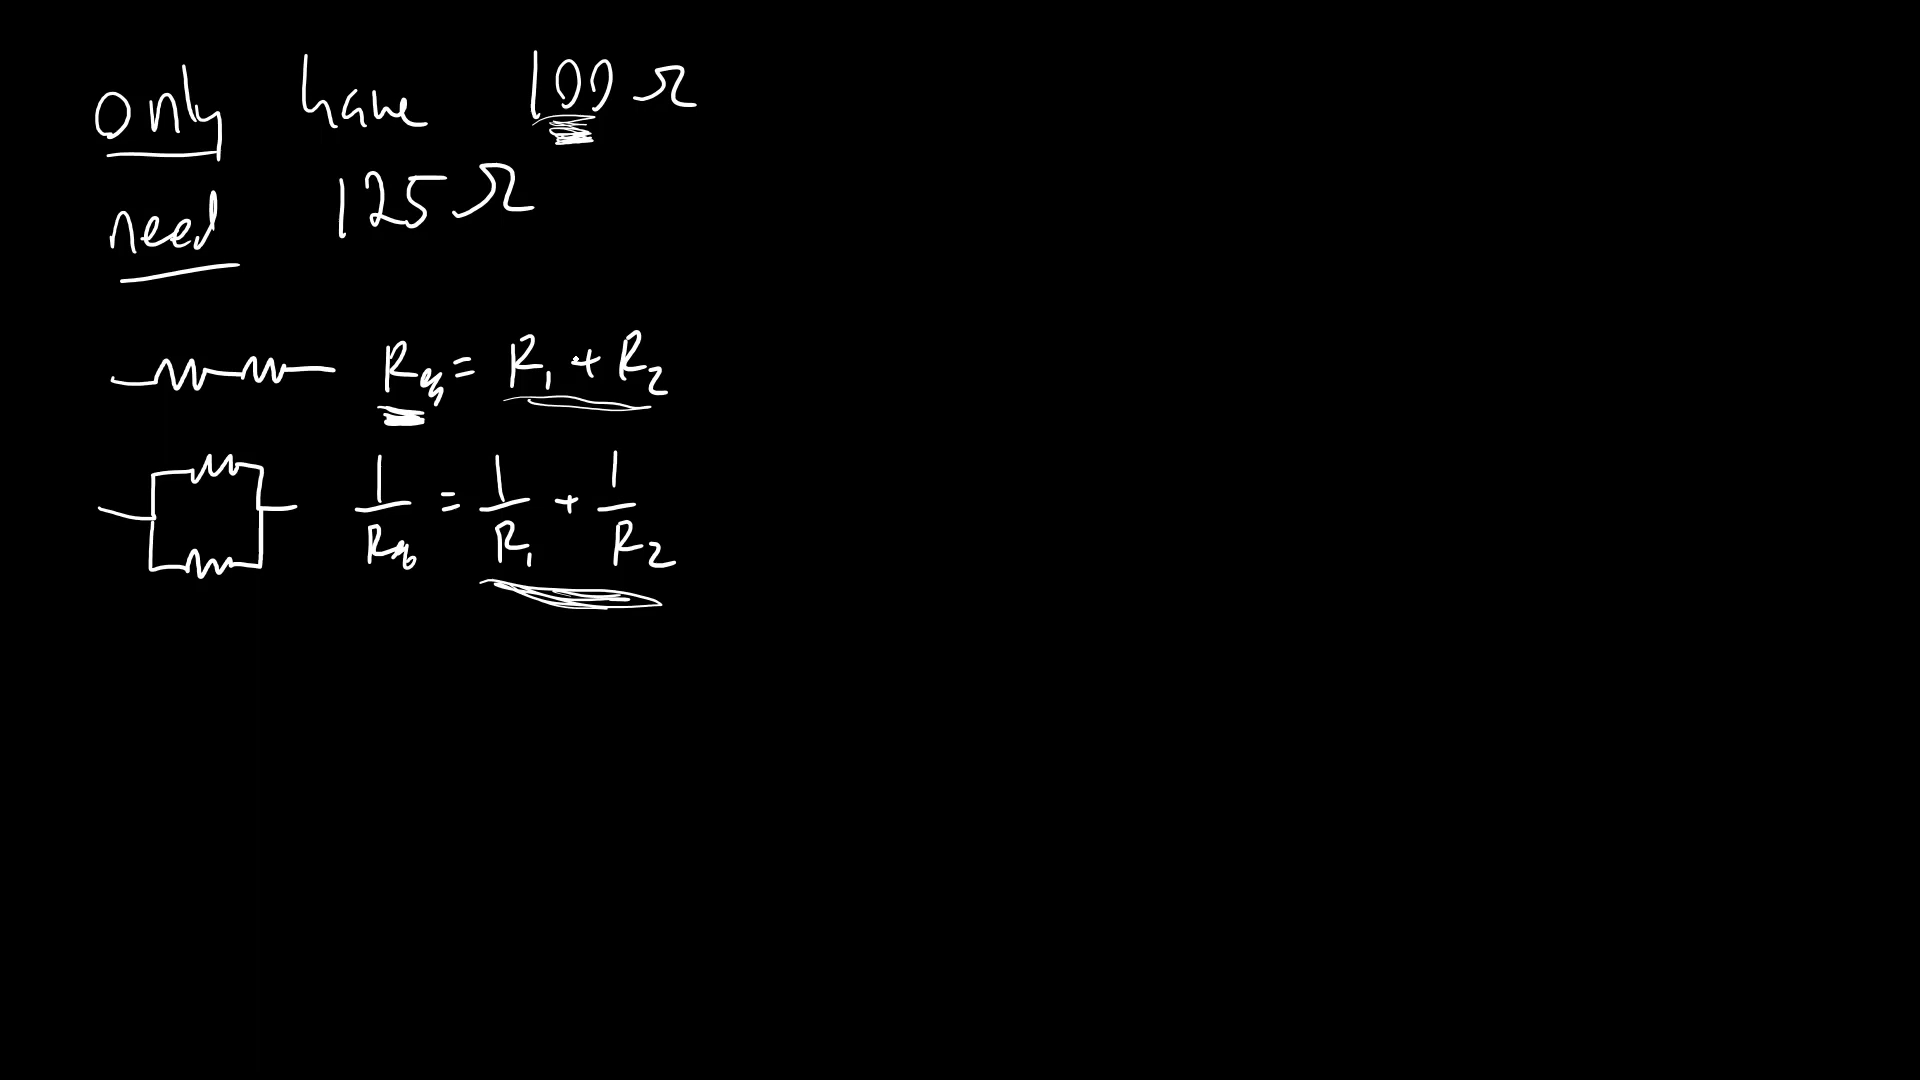 only have 100 Ω
need 125 Ω
Req = R1 + R2
1/Req = 1/R1 + 1/R2